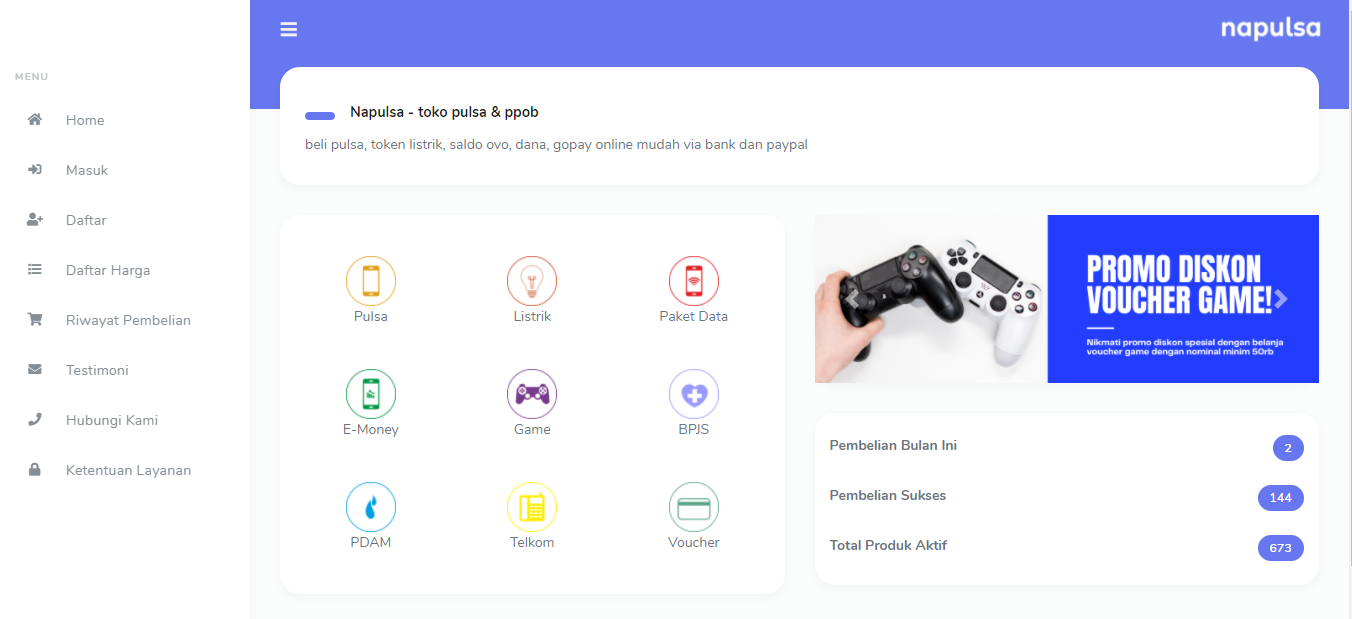 napulsa
MENU
Home
Masuk
Daftar
Daftar Harga
Riwayat Pembelian
Testimoni
Hubungi Kami
Ketentuan Layanan
Napulsa - toko pulsa & ppob
beli pulsa, token listrik, saldo ovo, dana, gopay online mudah via bank dan paypal
Pulsa
Listrik
Paket Data
E-Money
Game
BPJS
PDAM
Telkom
Voucher
PROMO DISKON
VOUCHER GAME!
Nikmati promo diskon spesial dengan belanja
voucher game dengan nominal minim 50rb
Pembelian Bulan Ini 2
Pembelian Sukses 144
Total Produk Aktif 673